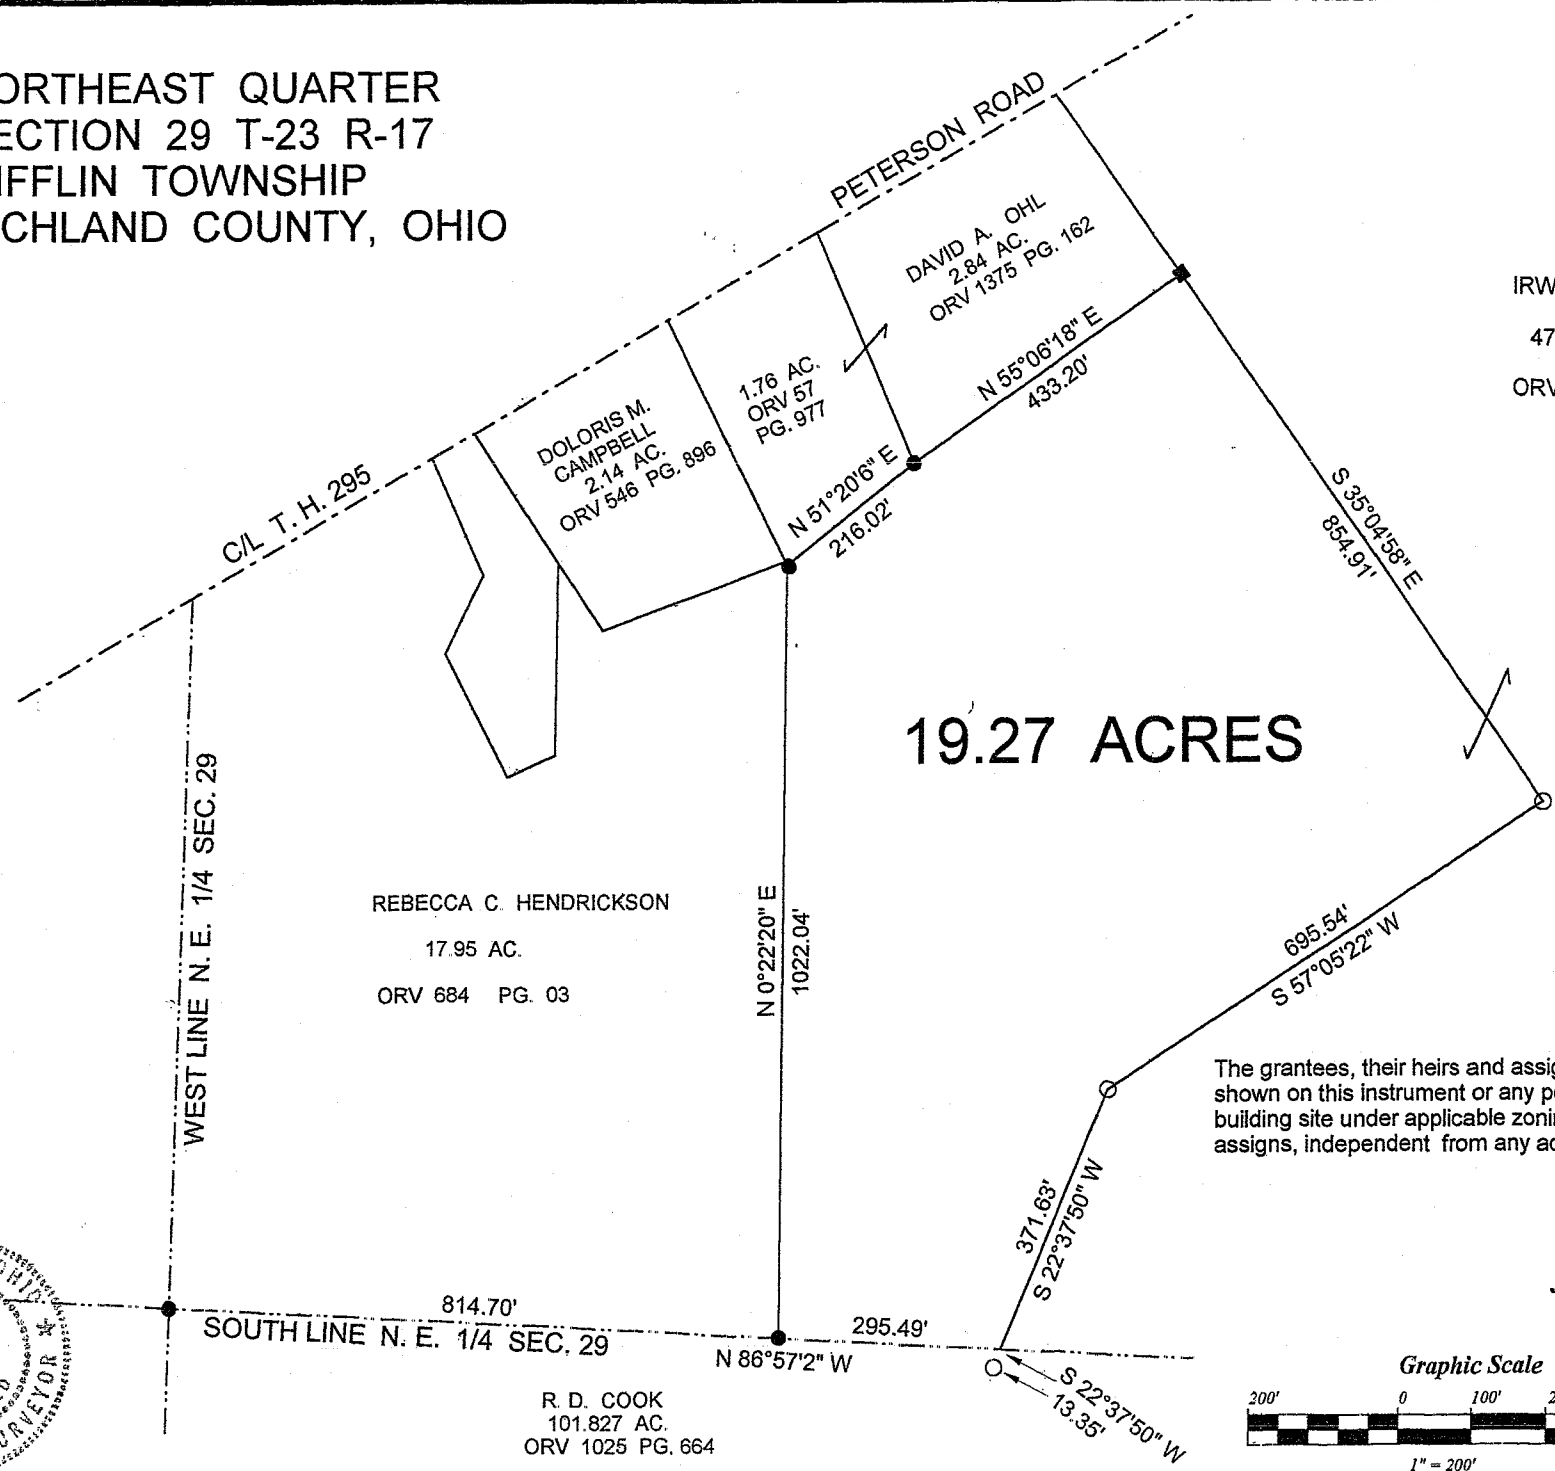 ORTHEAST QUARTER
ECTION 29 T-23 R-17
IFFLIN TOWNSHIP
CHLAND COUNTY, OHIO
PETERSON ROAD
C/L T. H. 295
DAVID A. OHL
2.84 AC.
ORV 1375 PG. 162
IRW
47
ORV
1.76 AC.
ORV 57
PG. 977
DOLORIS M.
CAMPBELL
2.14 AC.
ORV 546 PG. 896
N 55°06'18" E
433.20'
N 51°20'6" E
216.02'
S 35°04'58" E
854.91'
19.27 ACRES
WEST LINE N. E. 1/4 SEC. 29
REBECCA C. HENDRICKSON
17.95 AC.
ORV 684 PG. 03
N 0°22'20" E
1022.04'
695.54'
S 57°05'22" W
The grantees, their heirs and assig
shown on this instrument or any p
building site under applicable zoni
assigns, independent from any a
371.63'
S 22°37'50" W
814.70'
SOUTH LINE N. E. 1/4 SEC. 29
295.49'
N 86°57'2" W
S 22°37'50" W
13.35'
R. D. COOK
101.827 AC.
ORV 1025 PG. 664
Graphic Scale
200' 0 100' 2
1" = 200'